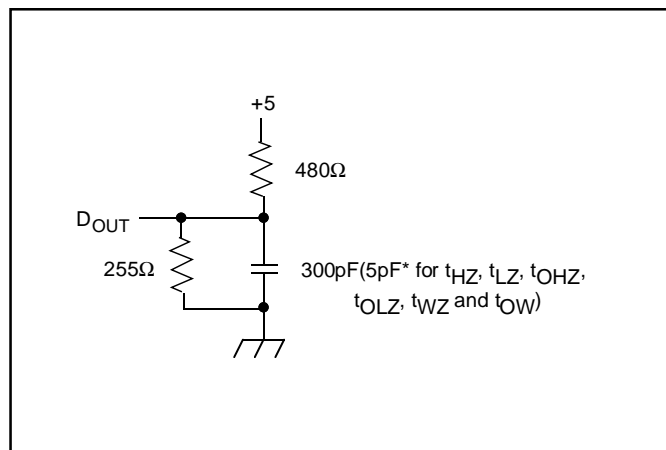 +5
480Ω
DOUT
255Ω
300pF(5pF* for tHZ, tLZ, tOHZ,
tOLZ, tWZ and tOW)